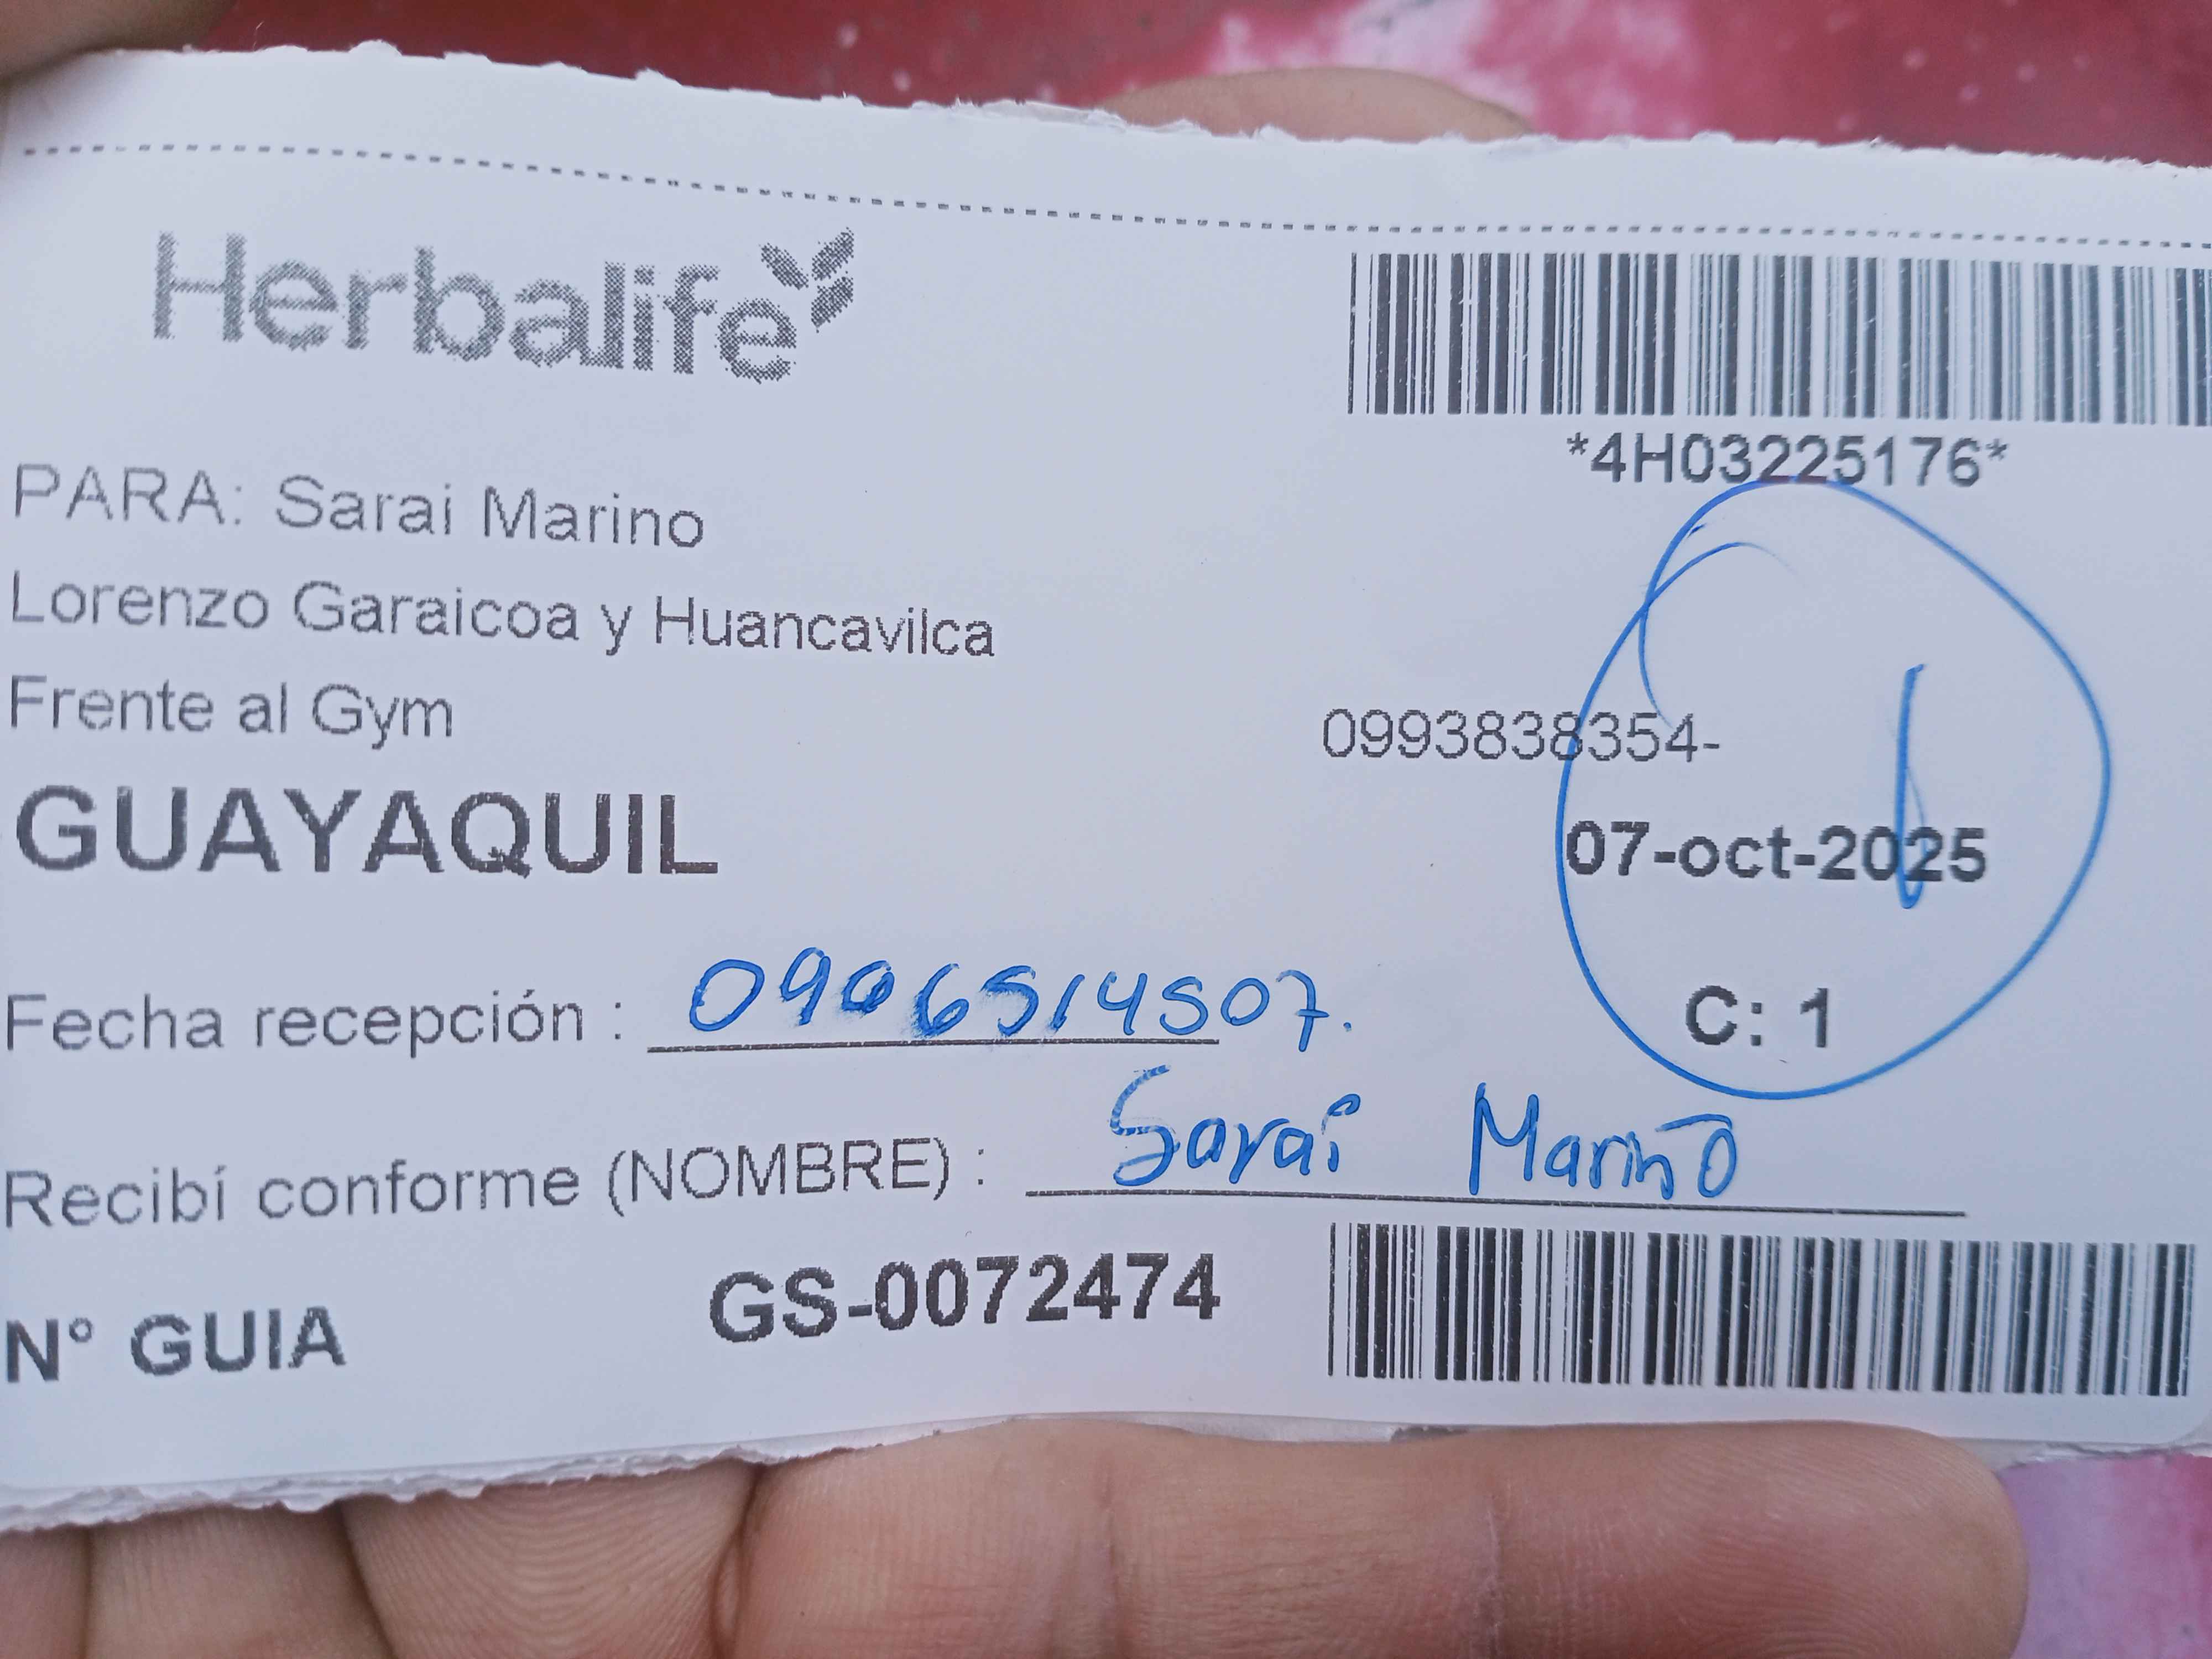 Herbalife
*4H03225176*
PARA: Sarai Marino
Lorenzo Garaicoa y Huancavilca
Frente al Gym
0993838354-
GUAYAQUIL
07-oct-2025
Fecha recepción : 0906514507.
C: 1
Recibí conforme (NOMBRE) : Sarai Mariño
N° GUIA GS-0072474